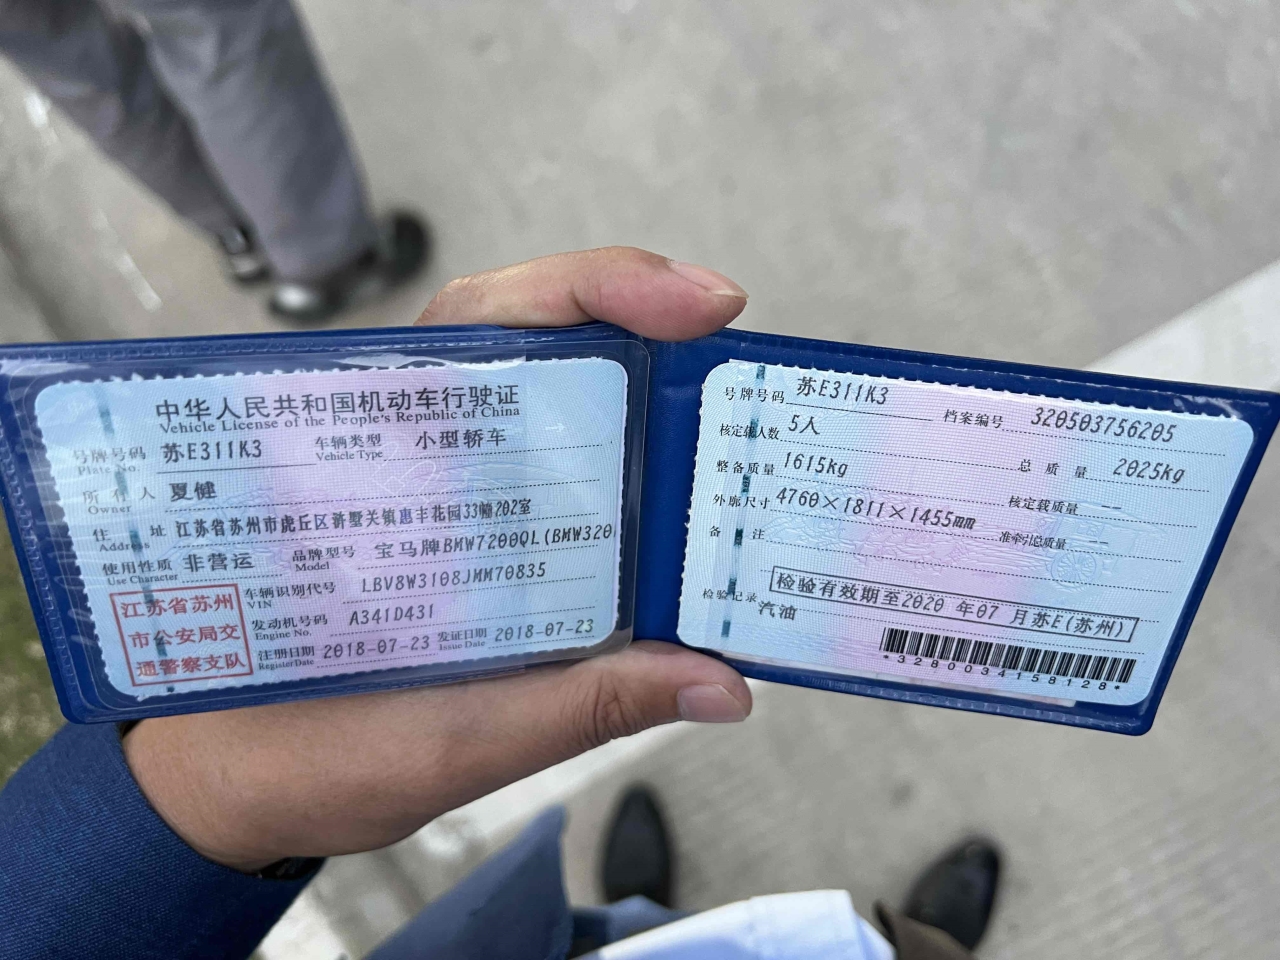 中华人民共和国机动车行驶证
Vehicle License of the People's Republic of China
号牌号码 苏E311K3 车辆类型 小型轿车
Plate No. Vehicle Type
所有人 夏健
Owner
住址 江苏省苏州市虎丘区浒墅关镇惠丰花园33幢202室
Address
使用性质 非营运 品牌型号 宝马牌BMW7200QL(BMW320
Use Character Model
江苏省苏州
市公安局交
通警察支队
车辆识别代号 LBV8W3108JMM70835
VIN
发动机号码 A341D431
Engine No.
注册日期 2018-07-23 发证日期 2018-07-23
Register Date Issue Date
号牌号码 苏E311K3 档案编号 320503756205
核定载人数 5人
整备质量 1615kg 总质量 2025kg
外廓尺寸 4760×1811×1455mm 核定载质量 --
备注 准牵引总质量 --
检验有效期至2020年07月苏E(苏州)
检验记录 汽油
*3280034158128*